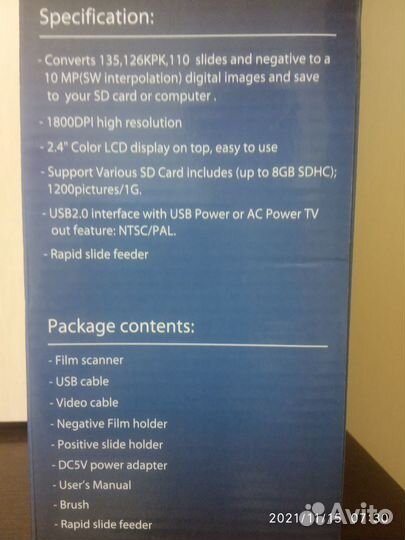 Specification:
- Converts 135,126KPK,110 slides and negative to a
10 MP(SW interpolation) digital images and save
to your SD card or computer .
- 1800DPI high resolution
- 2.4" Color LCD display on top, easy to use
- Support Various SD Card includes (up to 8GB SDHC);
1200pictures/1G.
- USB2.0 interface with USB Power or AC Power TV
out feature: NTSC/PAL.
- Rapid slide feeder
Package contents:
- Film scanner
- USB cable
- Video cable
- Negative Film holder
- Positive slide holder
- DC5V power adapter
- User's Manual
- Brush
- Rapid slide feeder
2021/11/15 07:30
Avito